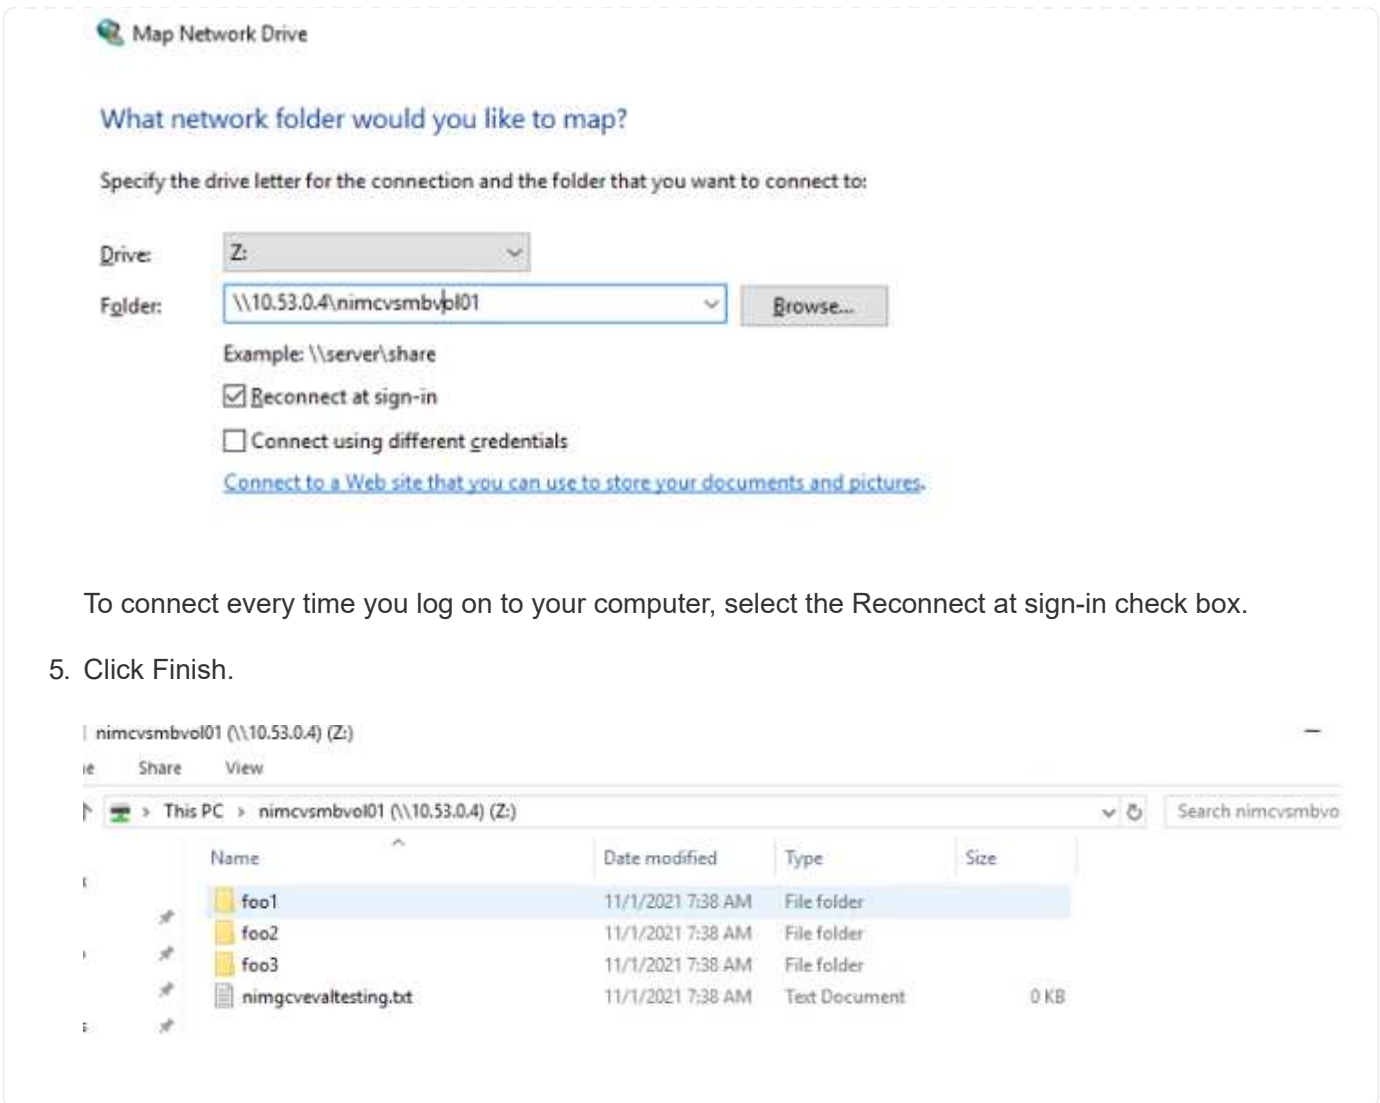 Map Network Drive
What network folder would you like to map?
Specify the drive letter for the connection and the folder that you want to connect to:
Drive: Z:
Folder: \\10.53.0.4\nimcvsmbvol01 Browse...
Example: \\server\share
Reconnect at sign-in
Connect using different credentials
Connect to a Web site that you can use to store your documents and pictures.
To connect every time you log on to your computer, select the Reconnect at sign-in check box.
5. Click Finish.
nimcvsmbvol01 (\\10.53.0.4) (Z:)
Share View
This PC > nimcvsmbvol01 (\\10.53.0.4) (Z:) Search nimcvsmbvo
Name Date modified Type Size
foo1 11/1/2021 7:38 AM File folder
foo2 11/1/2021 7:38 AM File folder
foo3 11/1/2021 7:38 AM File folder
nimgcvevaltesting.txt 11/1/2021 7:38 AM Text Document 0 KB